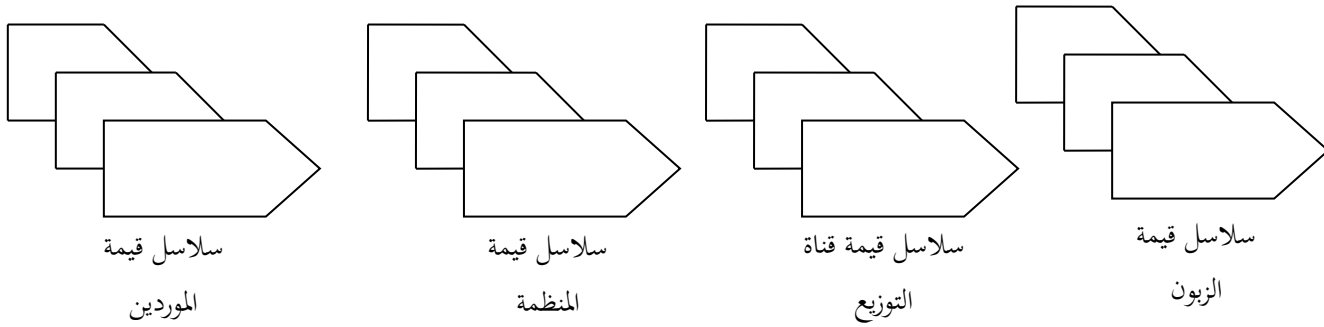 سلاسل قيمة
الموردين
سلاسل قيمة
المنظمة
سلاسل قيمة قناة
التوزيع
سلاسل قيمة
الزبون